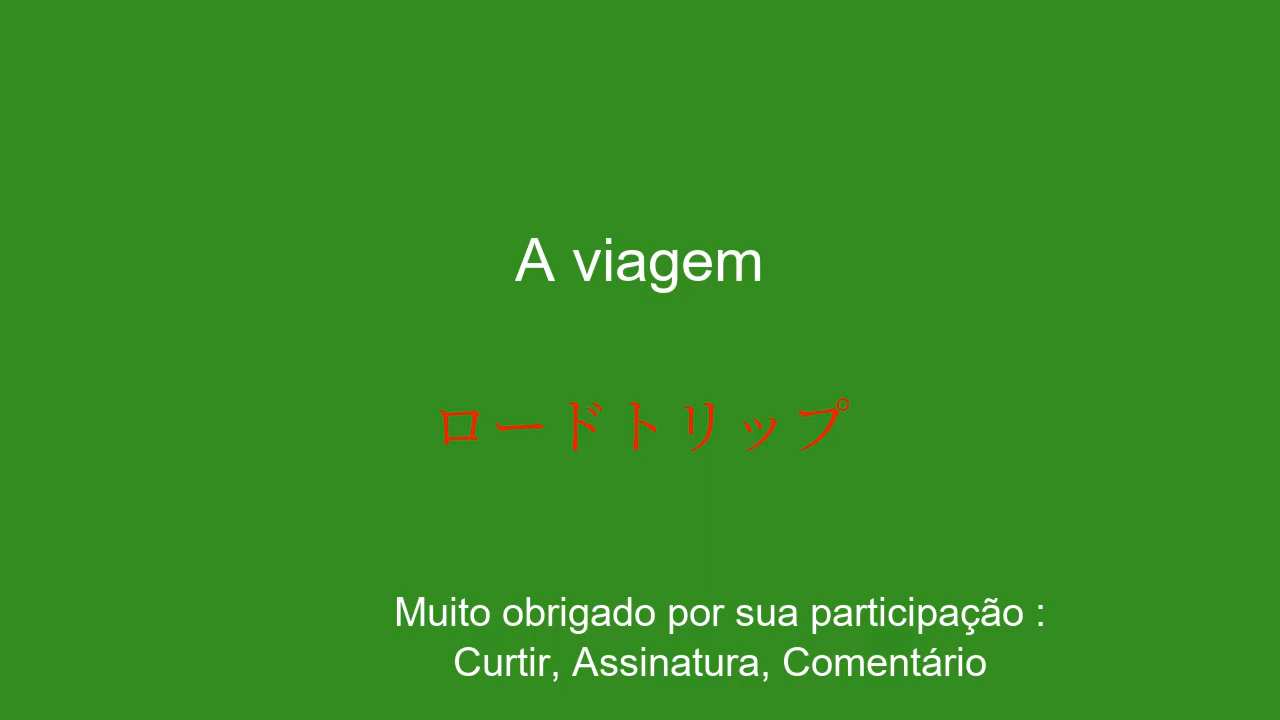 A viagem
ロードトリップ
Muito obrigado por sua participação :
Curtir, Assinatura, Comentário